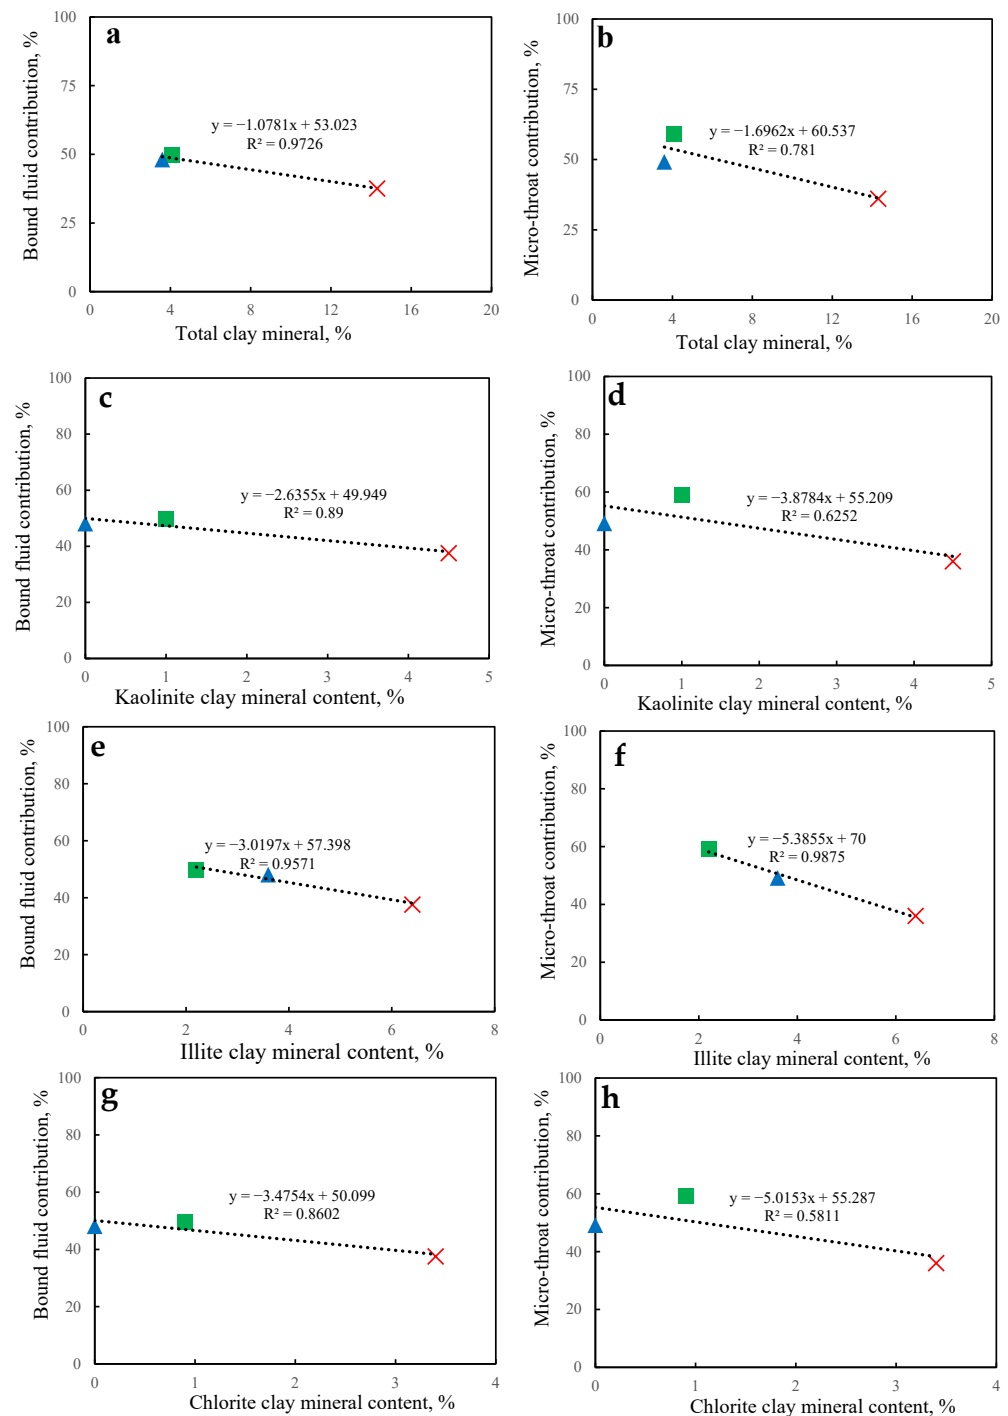 a
Bound fluid contribution, %
100
75
50
25
0
y = −1.0781x + 53.023
R² = 0.9726
0 4 8 12 16 20
Total clay mineral, %
b
Micro-throat contribution, %
100
75
50
25
0
y = −1.6962x + 60.537
R² = 0.781
0 4 8 12 16 20
Total clay mineral, %
c
Bound fluid contribution, %
100
80
60
40
20
0
y = −2.6355x + 49.949
R² = 0.89
0 1 2 3 4 5
Kaolinite clay mineral content, %
d
Micro-throat contribution, %
100
80
60
40
20
0
y = −3.8784x + 55.209
R² = 0.6252
0 1 2 3 4 5
Kaolinite clay mineral content, %
e
Bound fluid contribution, %
100
80
60
40
20
0
y = −3.0197x + 57.398
R² = 0.9571
0 2 4 6 8
Illite clay mineral content, %
f
Micro-throat contribution, %
100
80
60
40
20
0
y = −5.3855x + 70
R² = 0.9875
0 2 4 6 8
Illite clay mineral content, %
g
Bound fluid contribution, %
100
80
60
40
20
0
y = −3.4754x + 50.099
R² = 0.8602
0 1 2 3 4
Chlorite clay mineral content, %
h
Micro-throat contribution, %
100
80
60
40
20
0
y = −5.0153x + 55.287
R² = 0.5811
0 1 2 3 4
Chlorite clay mineral content, %